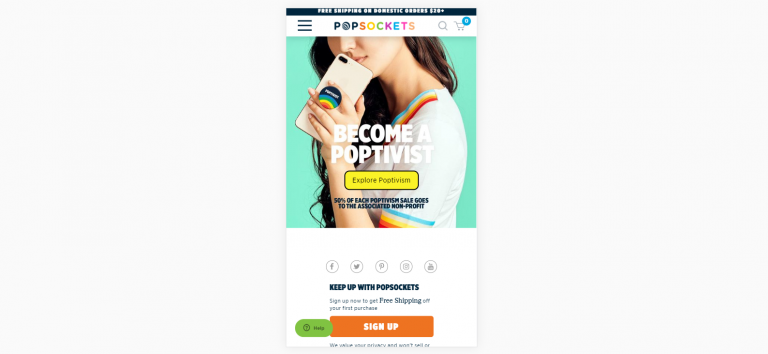 FREE SHIPPING ON DOMESTIC ORDERS $20+
POPSOCKETS
0
BECOME A
POPTIVIST
Explore Poptivism
50% OF EACH POPTIVISM SALE GOES
TO THE ASSOCIATED NON-PROFIT
KEEP UP WITH POPSOCKETS
Sign up now to get Free Shipping off
your first purchase
SIGN UP
Help
We value your privacy and won't sell or